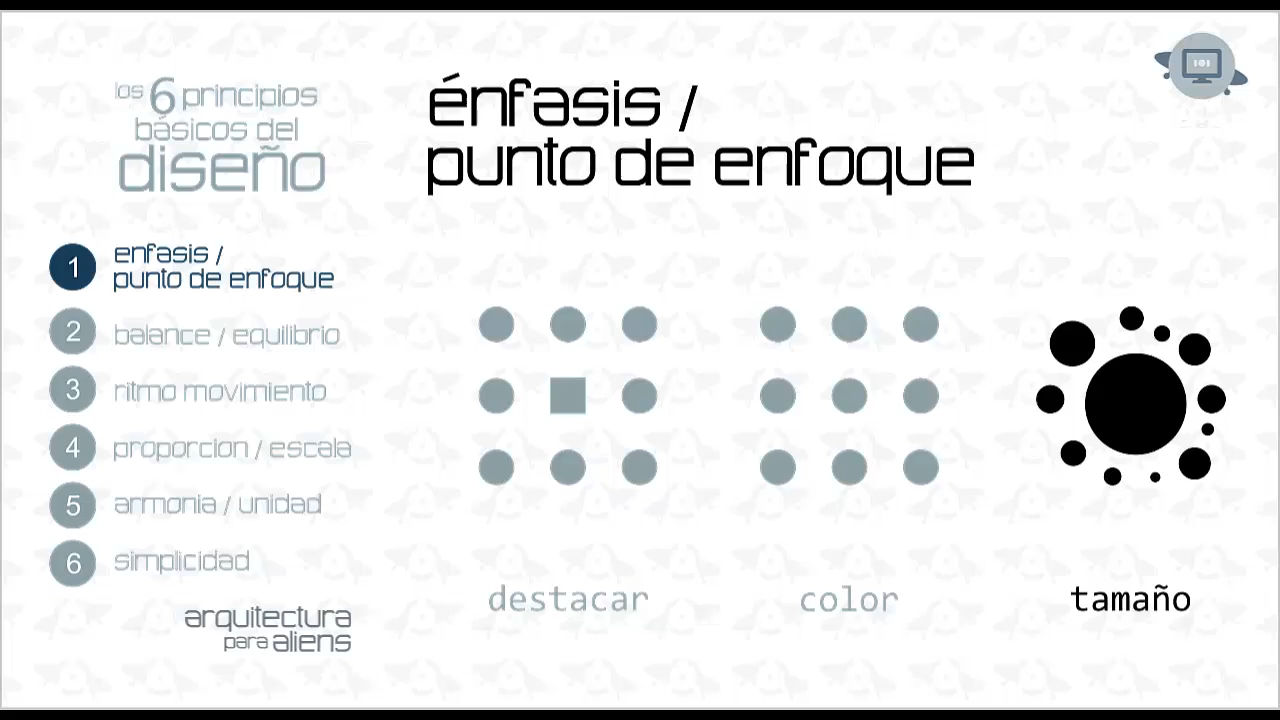 los 6 principios
básicos del
diseño
énfasis /
punto de enfoque
1 enfasis /
punto de enfoque
2 balance / equilibrio
3 ritmo movimiento
4 proporcion / escala
5 armonia / unidad
6 simplicidad
arquitectura
para aliens
destacar
color
tamaño